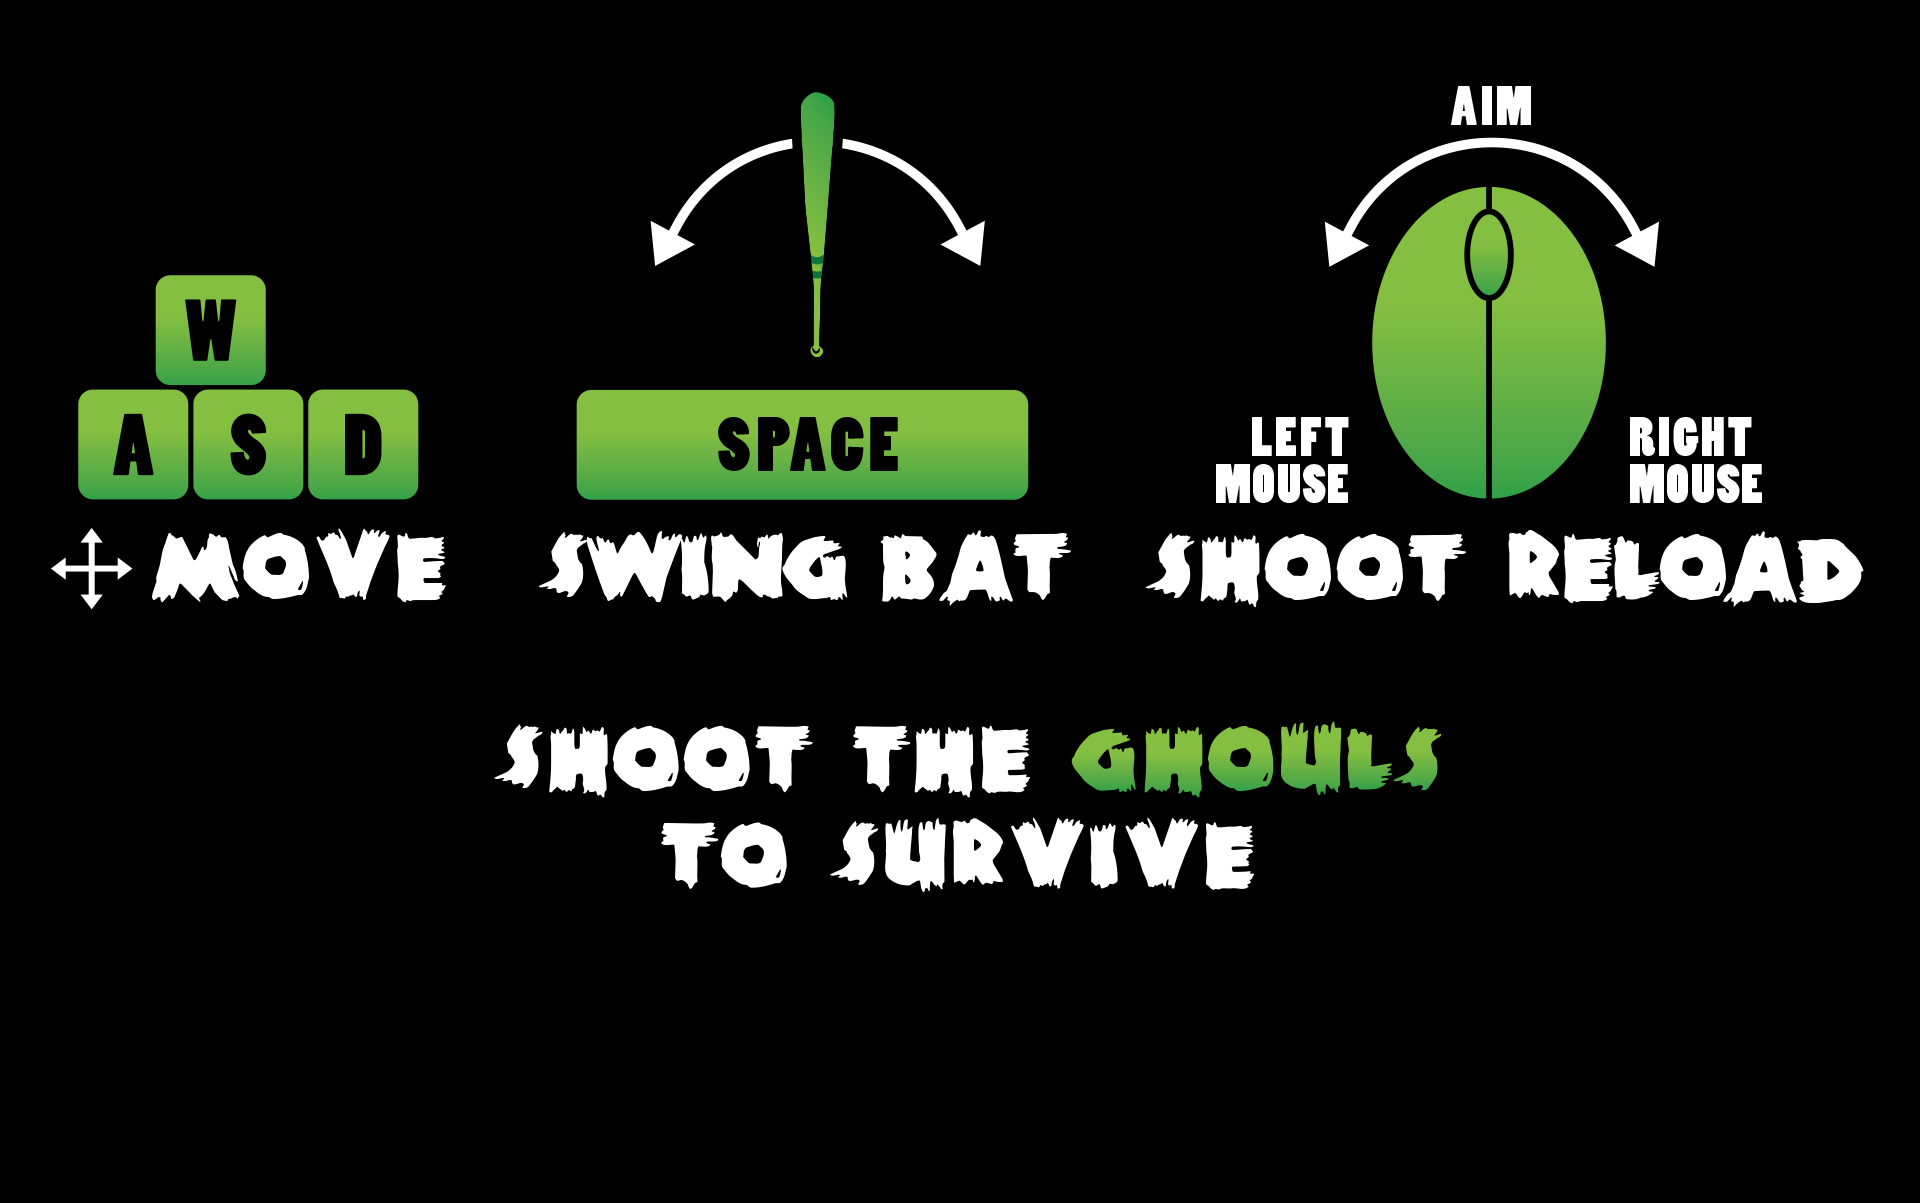 W
A S D
MOVE
SPACE
SWING BAT
AIM
LEFT
MOUSE
RIGHT
MOUSE
SHOOT RELOAD
SHOOT THE GHOULS
TO SURVIVE